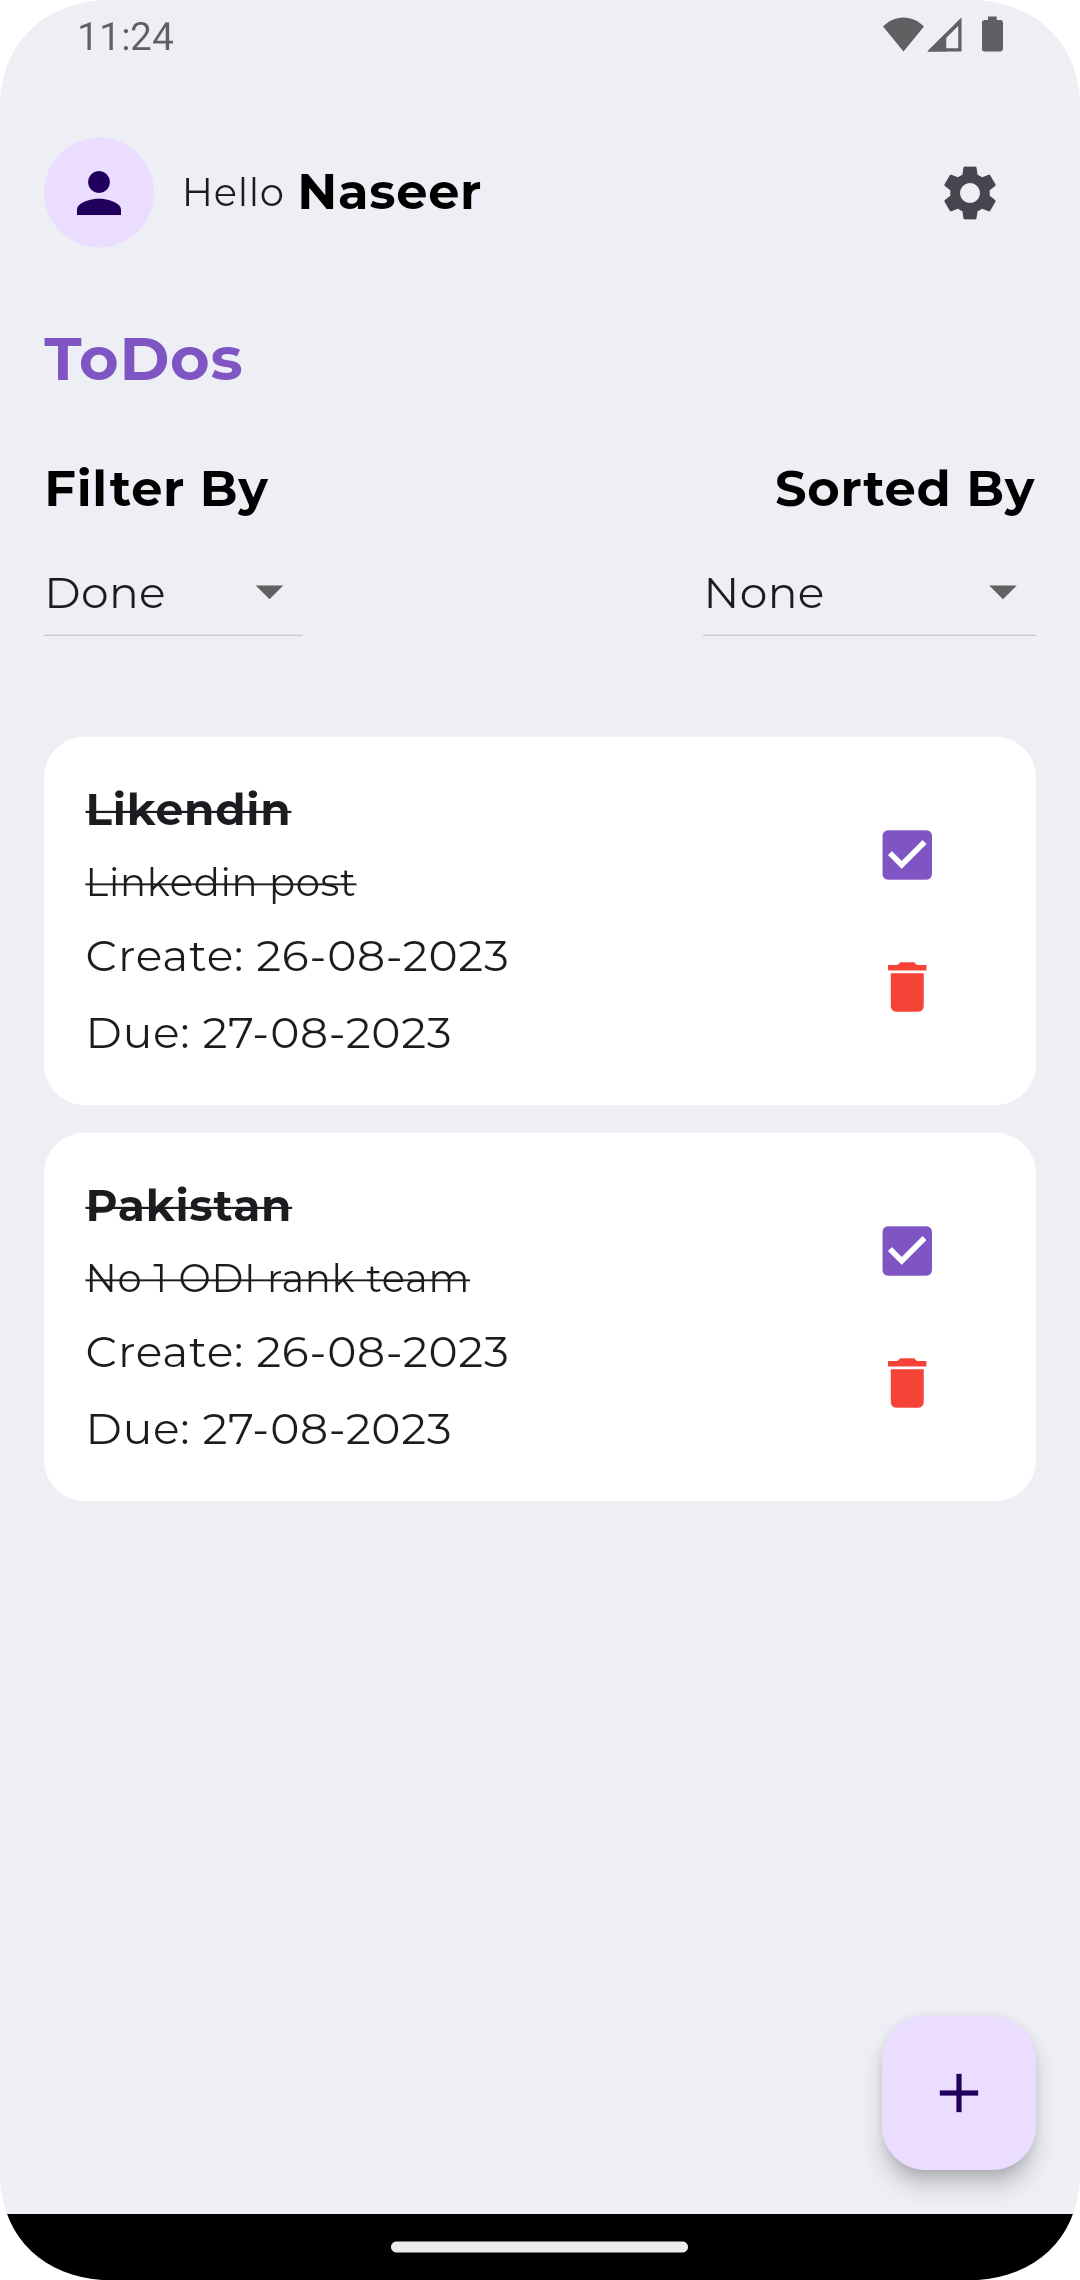 11:24
Hello Naseer
ToDos
Filter By Sorted By
Done None
Likendin
Linkedin post
Create: 26-08-2023
Due: 27-08-2023
Pakistan
No 1 ODI rank team
Create: 26-08-2023
Due: 27-08-2023